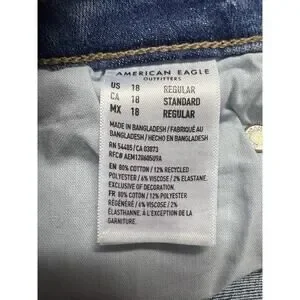 AMERICAN EAGLE
OUTFITTERS
US 18 REGULAR
CA 18 STANDARD
MX 18 REGULAR
MADE IN BANGLADESH / FABRIQUÉ AU
BANGLADESH / HECHO EN BANGLADESH
RN 54485 / CA 03873
RFC# AEM120605U9A
EN 80% COTTON / 12% RECYCLED
POLYESTER / 6% VISCOSE / 2% ELASTANE.
EXCLUSIVE OF DECORATION.
FR 80% COTON / 12% POLYESTER
RÉGÉNÉRÉ / 6% VISCOSE / 2%
ÉLASTHANNE. À L'EXCEPTION DE LA
GARNITURE.